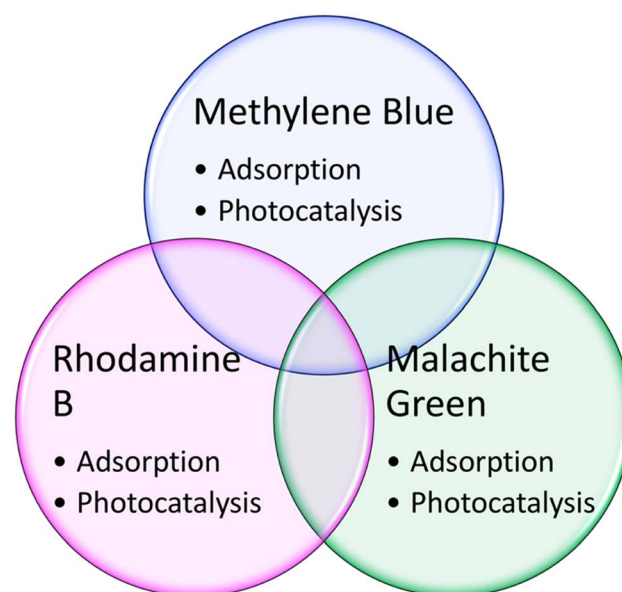 Methylene Blue
• Adsorption
• Photocatalysis
Rhodamine
B
• Adsorption
• Photocatalysis
Malachite
Green
• Adsorption
• Photocatalysis